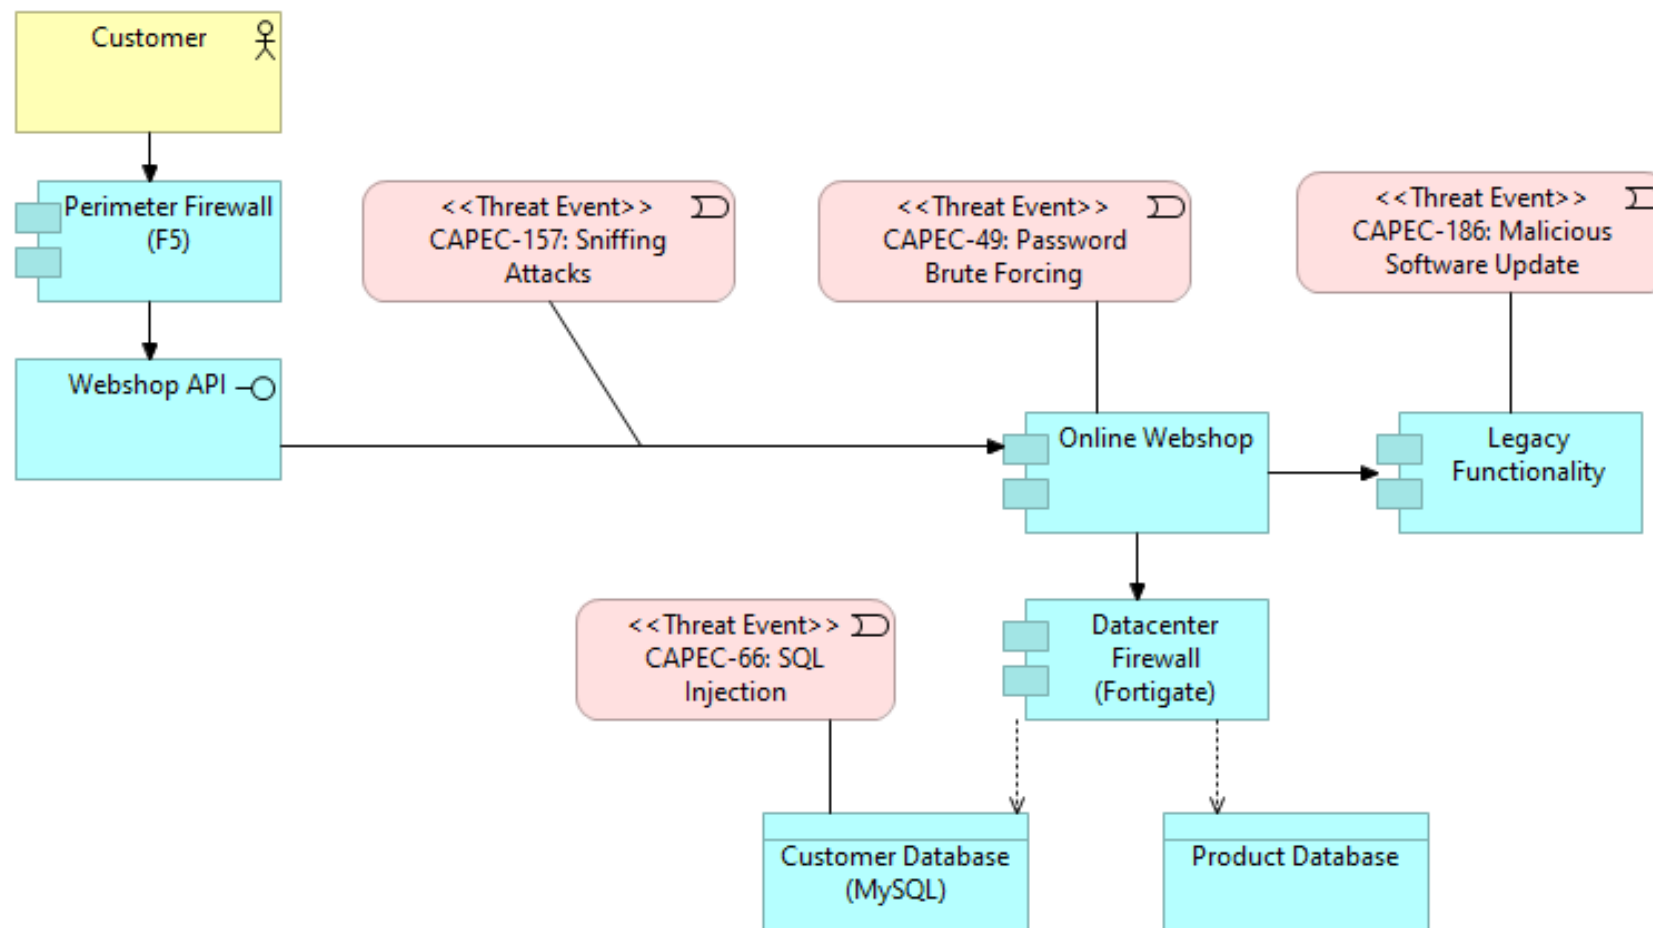 Customer
Perimeter Firewall
(F5)
<<Threat Event>>
CAPEC-157: Sniffing
Attacks
<<Threat Event>>
CAPEC-49: Password
Brute Forcing
<<Threat Event>>
CAPEC-186: Malicious
Software Update
Webshop API
Online Webshop
Legacy
Functionality
<<Threat Event>>
CAPEC-66: SQL
Injection
Datacenter
Firewall
(Fortigate)
Customer Database
(MySQL)
Product Database